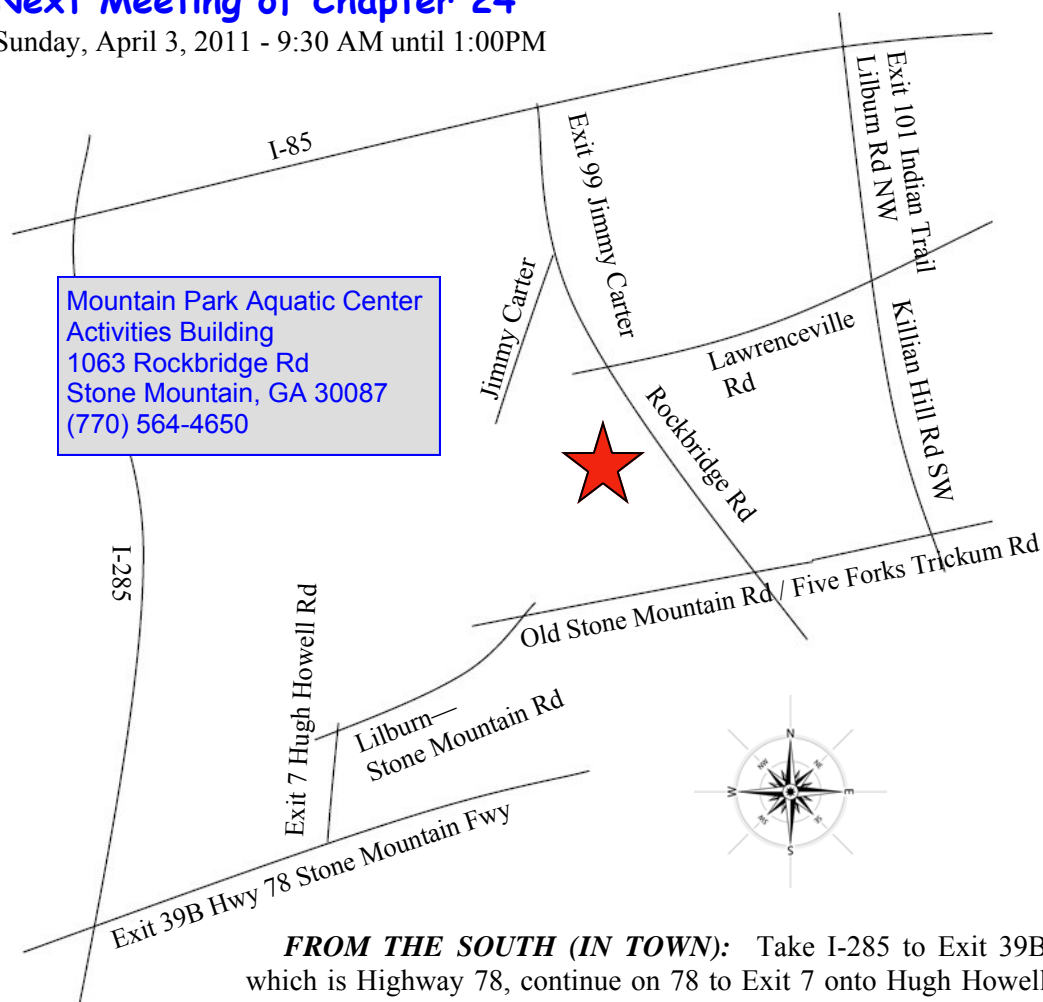 Next Meeting of Chapter 24
Sunday, April 3, 2011 - 9:30 AM until 1:00PM
I-85
Exit 99 Jimmy Carter
Exit 101 Indian Trail
Lilburn Rd NW
Mountain Park Aquatic Center
Activities Building
1063 Rockbridge Rd
Stone Mountain, GA 30087
(770) 564-4650
Jimmy Carter
Lawrenceville
Rd
Killian Hill Rd SW
Rockbridge Rd
I-285
Old Stone Mountain Rd / Five Forks Trickum Rd
Exit 7 Hugh Howell Rd
Lilburn—
Stone Mountain Rd
Exit 39B Hwy 78 Stone Mountain Fwy
N
NW
NE
W
E
SW
SE
S
FROM THE SOUTH (IN TOWN): Take I-285 to Exit 39B
which is Highway 78, continue on 78 to Exit 7 onto Hugh Howell